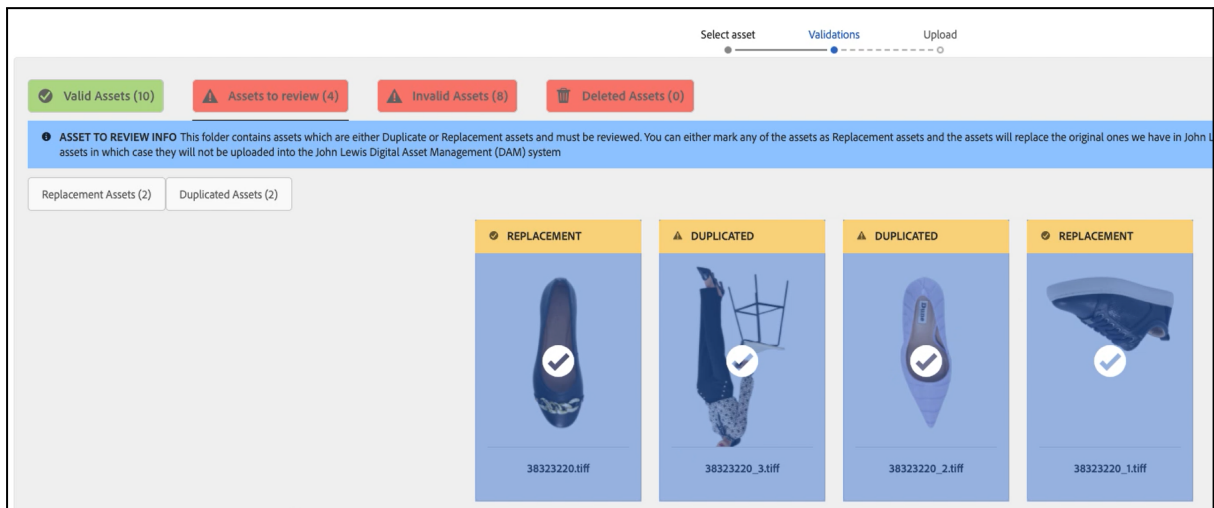 Select asset Validations Upload
Valid Assets (10) Assets to review (4) Invalid Assets (8) Deleted Assets (0)
ASSET TO REVIEW INFO This folder contains assets which are either Duplicate or Replacement assets and must be reviewed. You can either mark any of the assets as Replacement assets and the assets will replace the original ones we have in John L
assets in which case they will not be uploaded into the John Lewis Digital Asset Management (DAM) system
Replacement Assets (2) Duplicated Assets (2)
REPLACEMENT DUPLICATED DUPLICATED REPLACEMENT
Dune
38323220.tiff 38323220_3.tiff 38323220_2.tiff 38323220_1.tiff